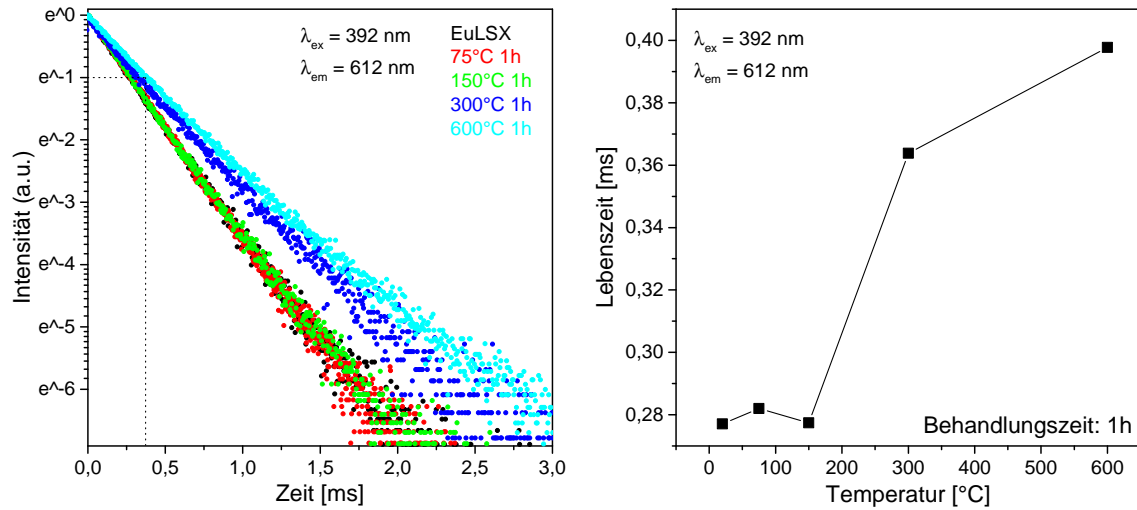 e^0
e^-1
e^-2
e^-3
e^-4
e^-5
e^-6
Intensität (a.u.)
λex = 392 nm
λem = 612 nm
EuLSX
75°C 1h
150°C 1h
300°C 1h
600°C 1h
0,0 0,5 1,0 1,5 2,0 2,5 3,0
Zeit [ms]
0,40
0,38
0,36
0,34
0,32
0,30
0,28
Lebenszeit [ms]
λex = 392 nm
λem = 612 nm
Behandlungszeit: 1h
0 100 200 300 400 500 600
Temperatur [°C]